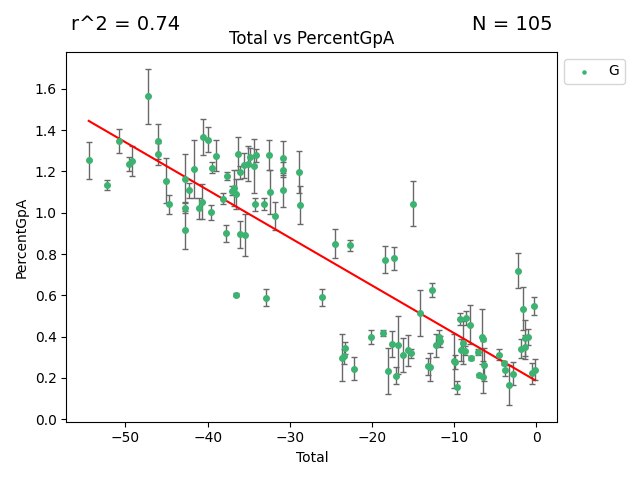 r^2 = 0.74
N = 105
Total vs PercentGpA
G
PercentGpA
1.6
1.4
1.2
1.0
0.8
0.6
0.4
0.2
0.0
−50
−40
−30
−20
−10
0
Total